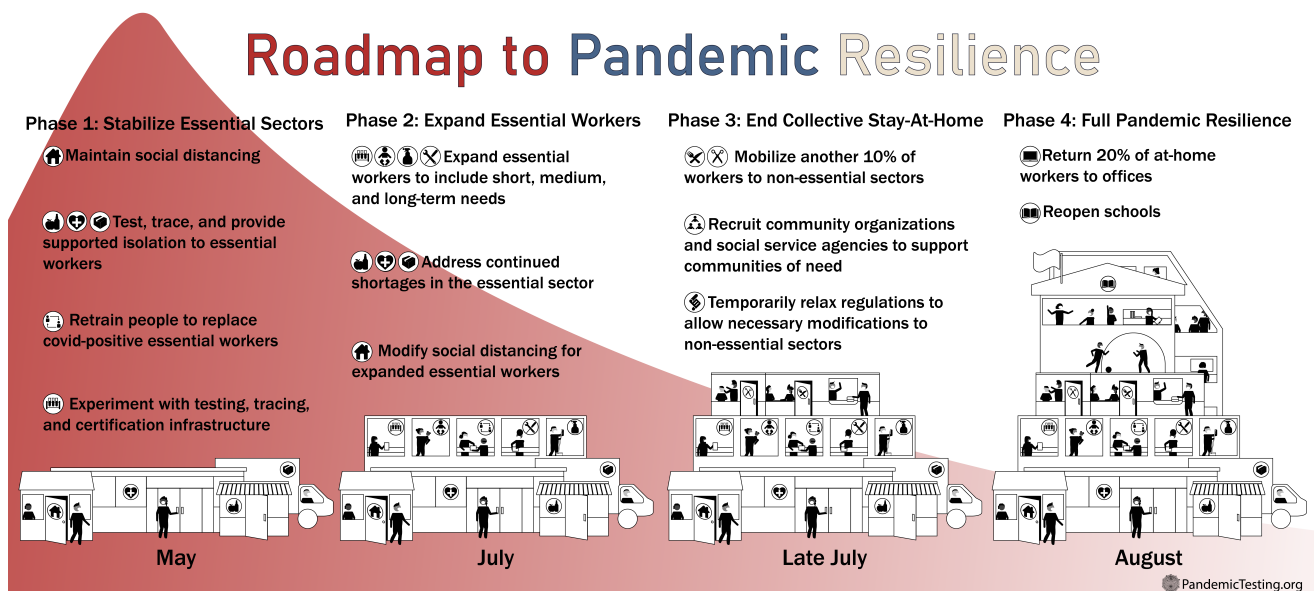 Roadmap to Pandemic Resilience
Phase 1: Stabilize Essential Sectors
Maintain social distancing
Test, trace, and provide
supported isolation to essential
workers
Retrain people to replace
covid-positive essential workers
Experiment with testing, tracing,
and certification infrastructure
May
Phase 2: Expand Essential Workers
Expand essential
workers to include short, medium,
and long-term needs
Address continued
shortages in the essential sector
Modify social distancing for
expanded essential workers
July
Phase 3: End Collective Stay-At-Home
Mobilize another 10% of
workers to non-essential sectors
Recruit community organizations
and social service agencies to support
communities of need
Temporarily relax regulations to
allow necessary modifications to
non-essential sectors
Late July
Phase 4: Full Pandemic Resilience
Return 20% of at-home
workers to offices
Reopen schools
August
PandemicTesting.org